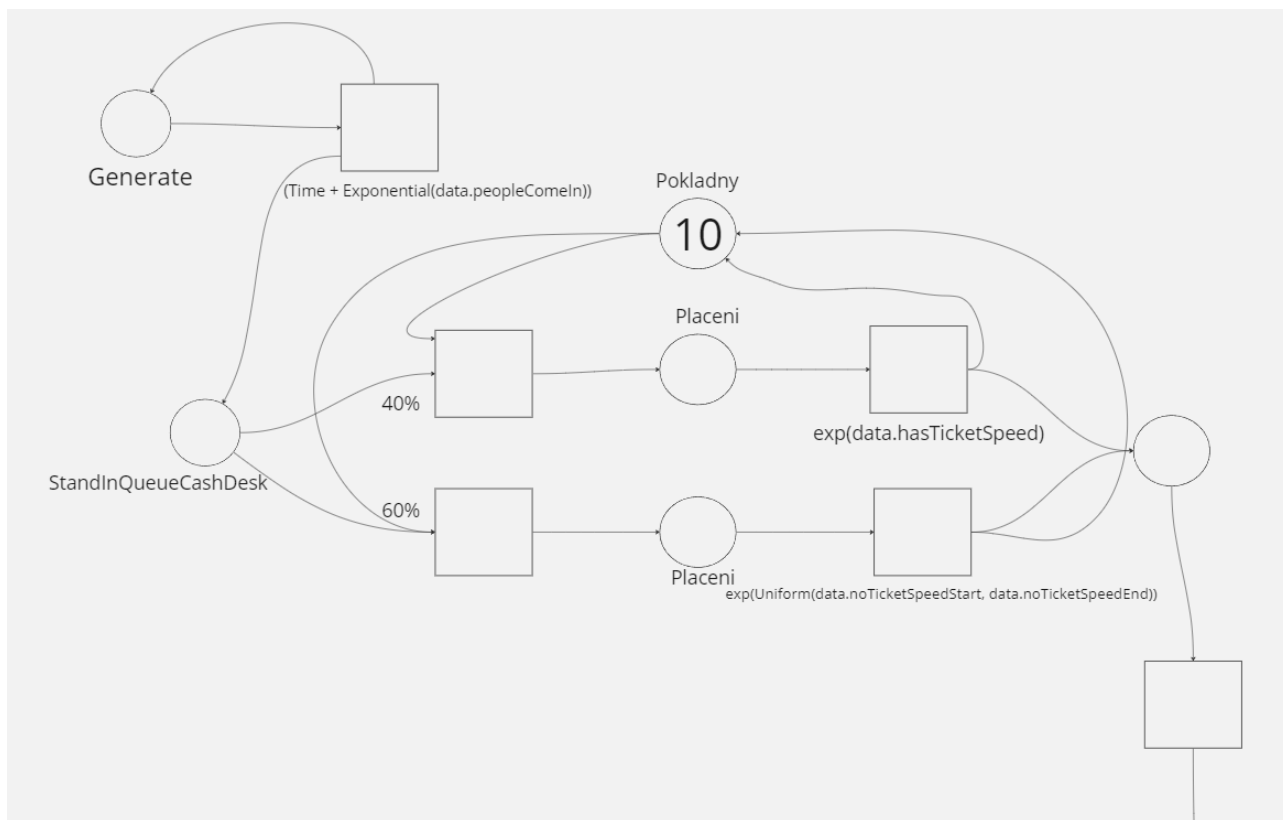 Generate
(Time + Exponential(data.peopleComeIn))
Pokladny
10
Placeni
40%
exp(data.hasTicketSpeed)
StandInQueueCashDesk
60%
Placeni
exp(Uniform(data.noTicketSpeedStart, data.noTicketSpeedEnd))